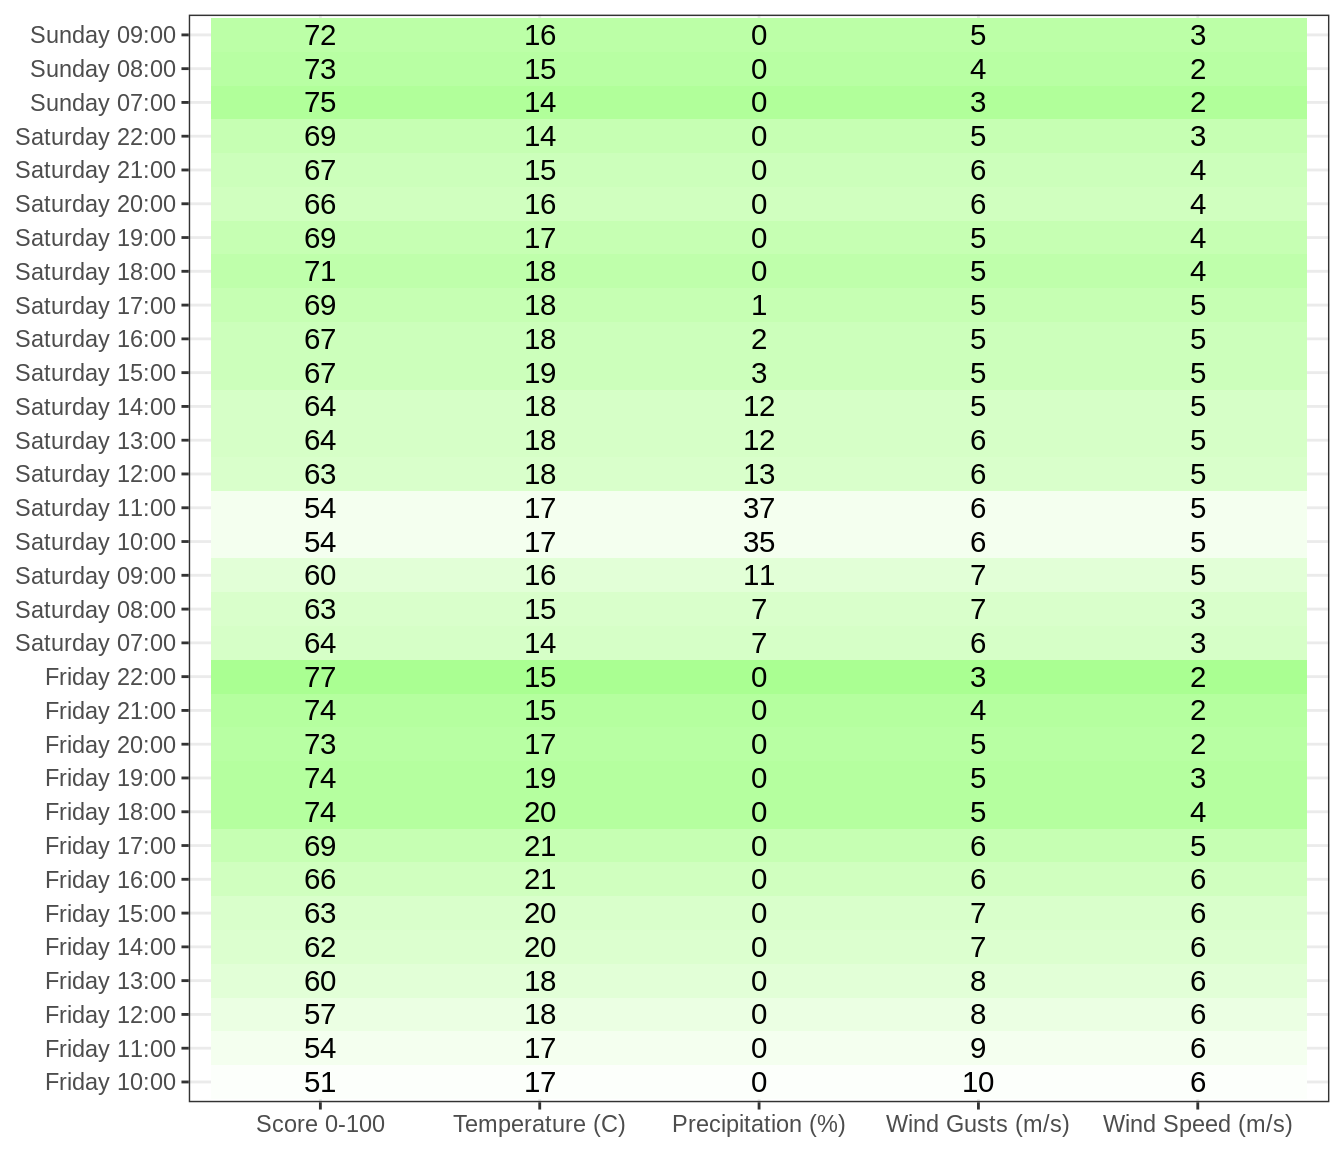 Sunday 09:00 72 16 0 5 3
Sunday 08:00 73 15 0 4 2
Sunday 07:00 75 14 0 3 2
Saturday 22:00 69 14 0 5 3
Saturday 21:00 67 15 0 6 4
Saturday 20:00 66 16 0 6 4
Saturday 19:00 69 17 0 5 4
Saturday 18:00 71 18 0 5 4
Saturday 17:00 69 18 1 5 5
Saturday 16:00 67 18 2 5 5
Saturday 15:00 67 19 3 5 5
Saturday 14:00 64 18 12 5 5
Saturday 13:00 64 18 12 6 5
Saturday 12:00 63 18 13 6 5
Saturday 11:00 54 17 37 6 5
Saturday 10:00 54 17 35 6 5
Saturday 09:00 60 16 11 7 5
Saturday 08:00 63 15 7 7 3
Saturday 07:00 64 14 7 6 3
Friday 22:00 77 15 0 3 2
Friday 21:00 74 15 0 4 2
Friday 20:00 73 17 0 5 2
Friday 19:00 74 19 0 5 3
Friday 18:00 74 20 0 5 4
Friday 17:00 69 21 0 6 5
Friday 16:00 66 21 0 6 6
Friday 15:00 63 20 0 7 6
Friday 14:00 62 20 0 7 6
Friday 13:00 60 18 0 8 6
Friday 12:00 57 18 0 8 6
Friday 11:00 54 17 0 9 6
Friday 10:00 51 17 0 10 6
Score 0-100 Temperature (C) Precipitation (%) Wind Gusts (m/s) Wind Speed (m/s)